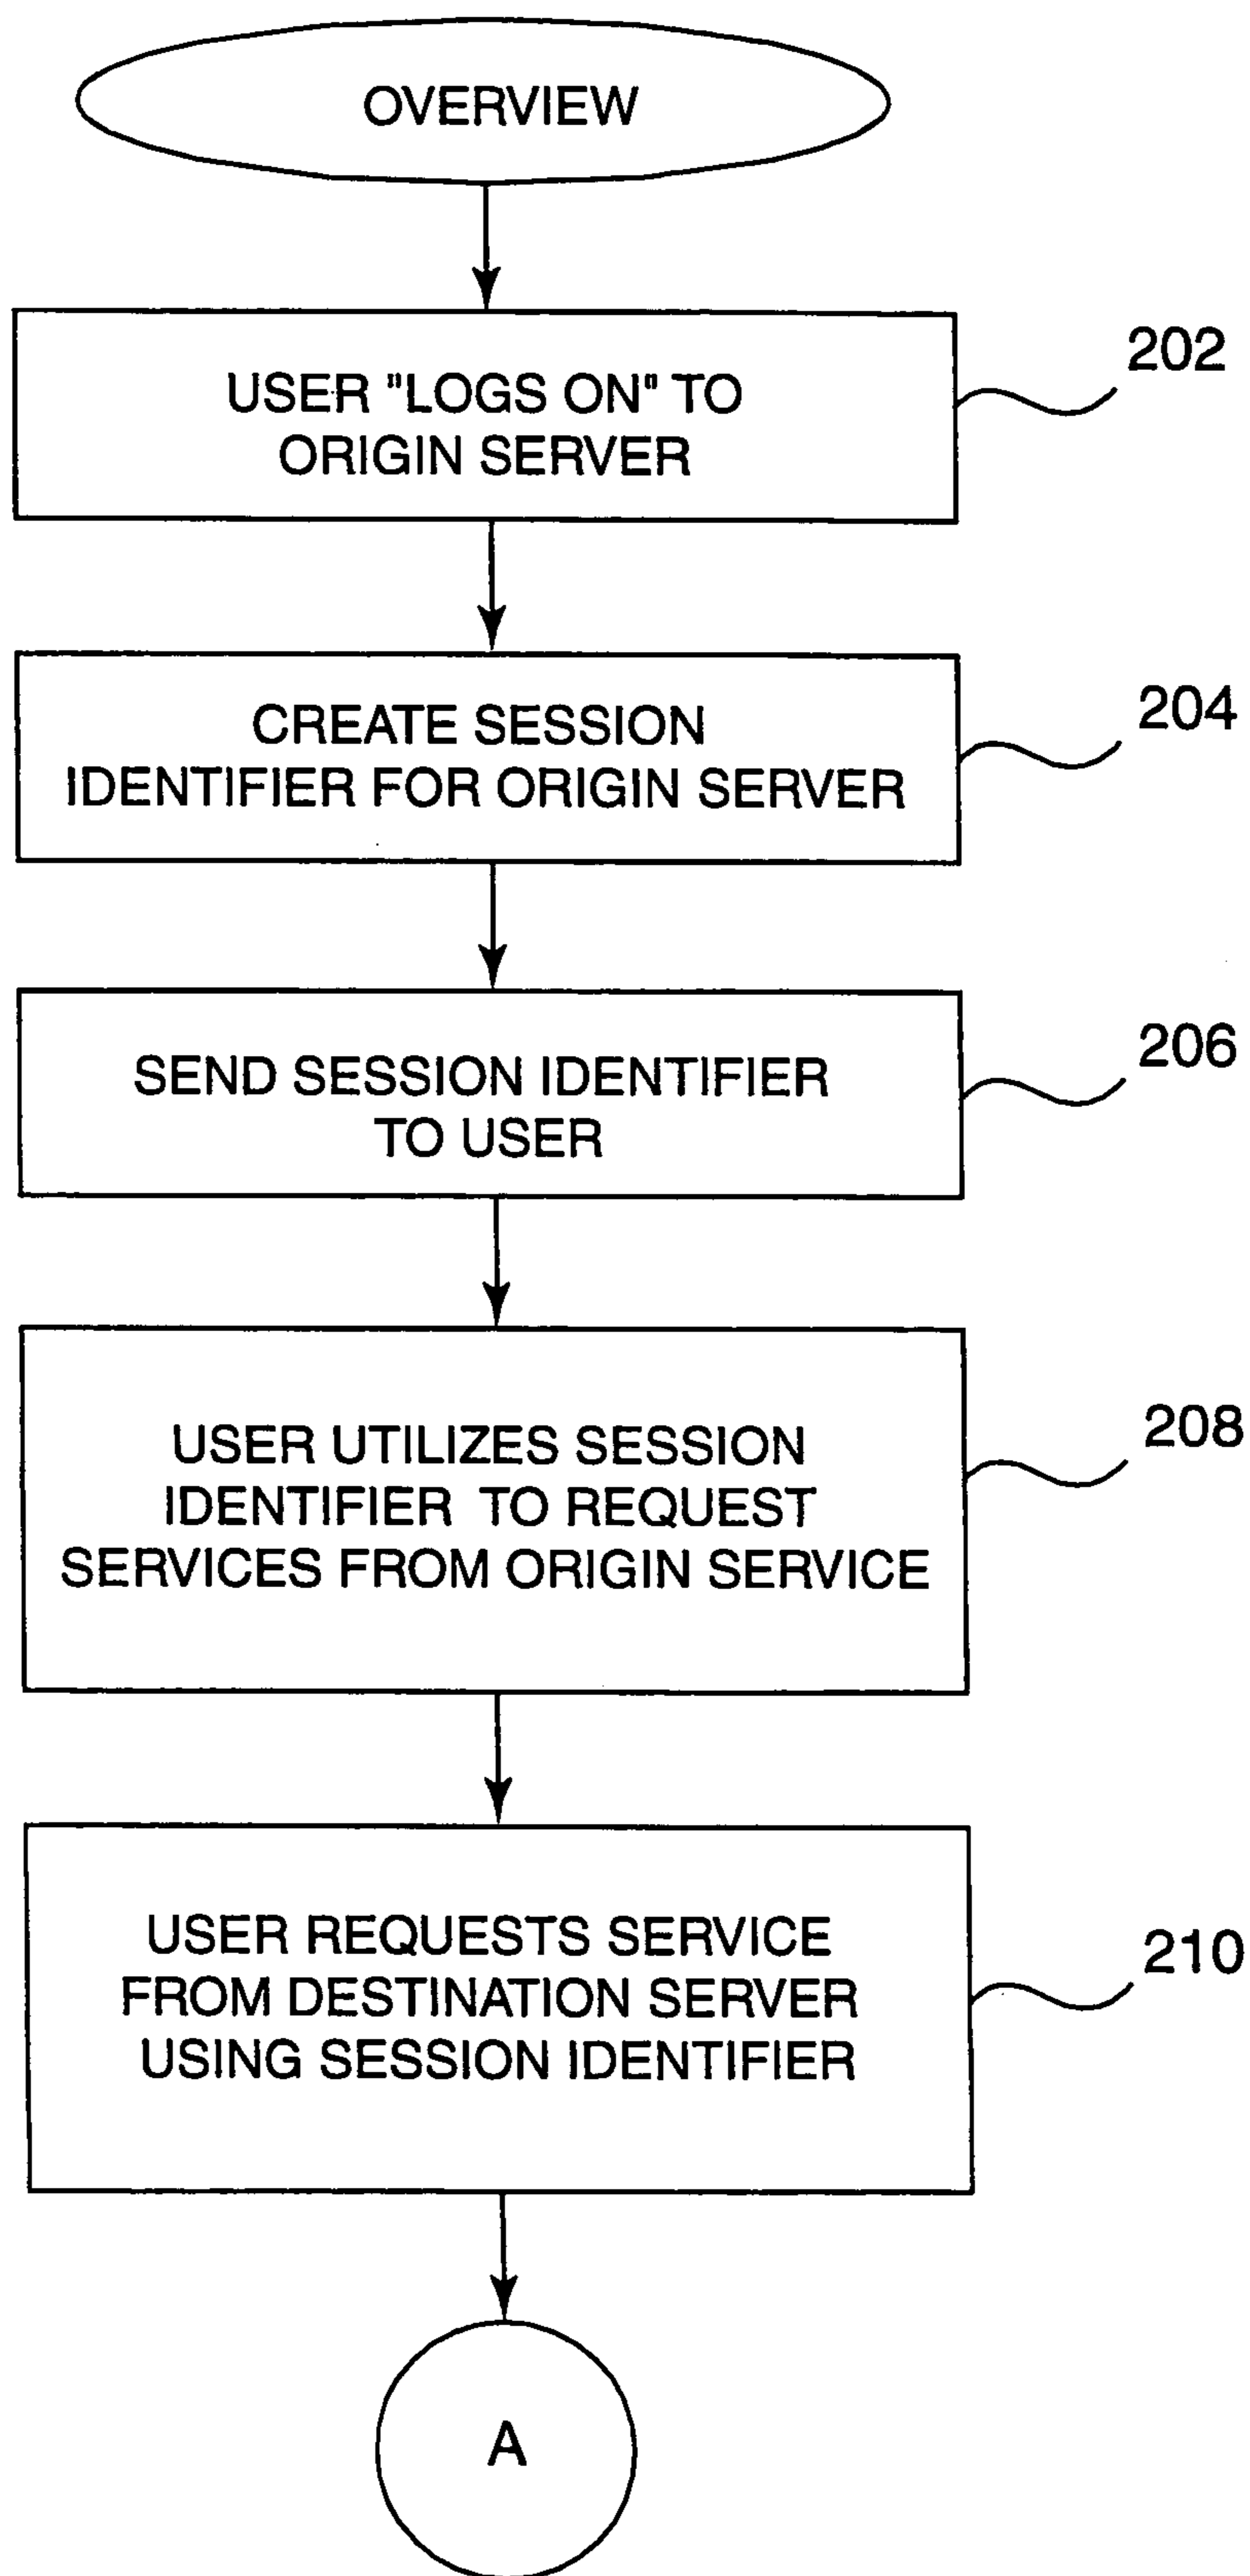 OVERVIEW
USER "LOGS ON" TO
ORIGIN SERVER
202
CREATE SESSION
IDENTIFIER FOR ORIGIN SERVER
204
SEND SESSION IDENTIFIER
TO USER
206
USER UTILIZES SESSION
IDENTIFIER TO REQUEST
SERVICES FROM ORIGIN SERVICE
208
USER REQUESTS SERVICE
FROM DESTINATION SERVER
USING SESSION IDENTIFIER
210
A